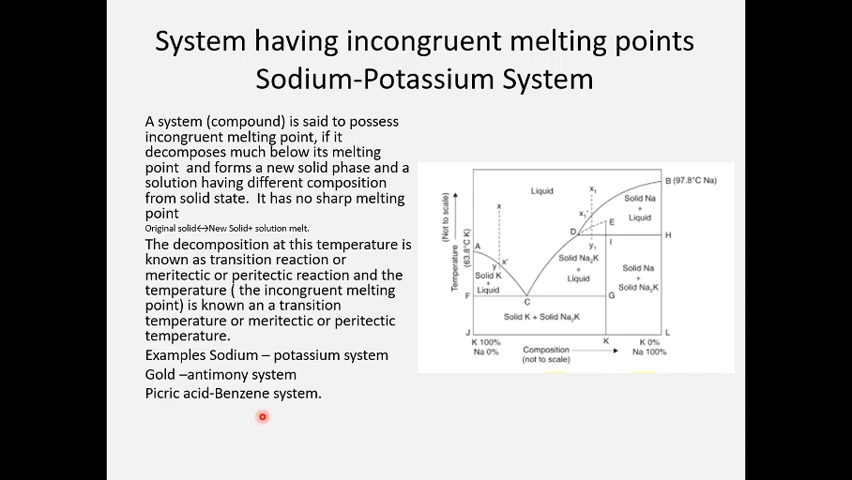 System having incongruent melting points
Sodium-Potassium System
A system (compound) is said to possess
incongruent melting point, if it
decomposes much below its melting
point and forms a new solid phase and a
solution having different composition
from solid state. It has no sharp melting
point
Original solid↔New Solid+ solution melt.
The decomposition at this temperature is
known as transition reaction or
meritectic or peritectic reaction and the
temperature ( the incongruent melting
point) is known an a transition
temperature or meritectic or peritectic
temperature.
Examples Sodium – potassium system
Gold –antimony system
Picric acid-Benzene system.
Temperature
(Not to scale)
(63.8°C K)
Liquid
x
x₁
B (97.8°C Na)
Solid Na
+
Liquid
x₁'
E
D
H
I
y₁
A
y
x'
Solid K
+
Liquid
Solid Na₂K
+
Liquid
Solid Na
+
Solid Na₂K
F
C
G
Solid K + Solid Na₂K
J
K
L
K 100%
Na 0%
Composition
(not to scale)
K 0%
Na 100%